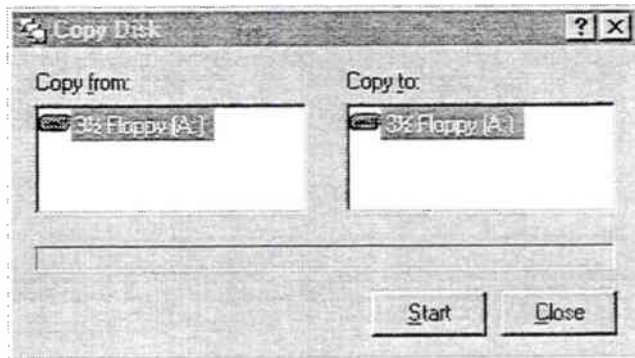 Copy Disk
? X
Copy from: Copy to:
3½ Floppy (A:) 3½ Floppy (A:)
Start Close